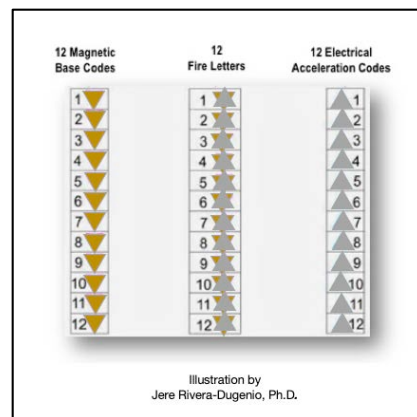 12 Magnetic
Base Codes
12
Fire Letters
12 Electrical
Acceleration Codes
1 1 1
2 2 2
3 3 3
4 4 4
5 5 5
6 6 6
7 7 7
8 8 8
9 9 9
10 10 10
11 11 11
12 12 12
Illustration by
Jere Rivera-Dugenio, Ph.D.